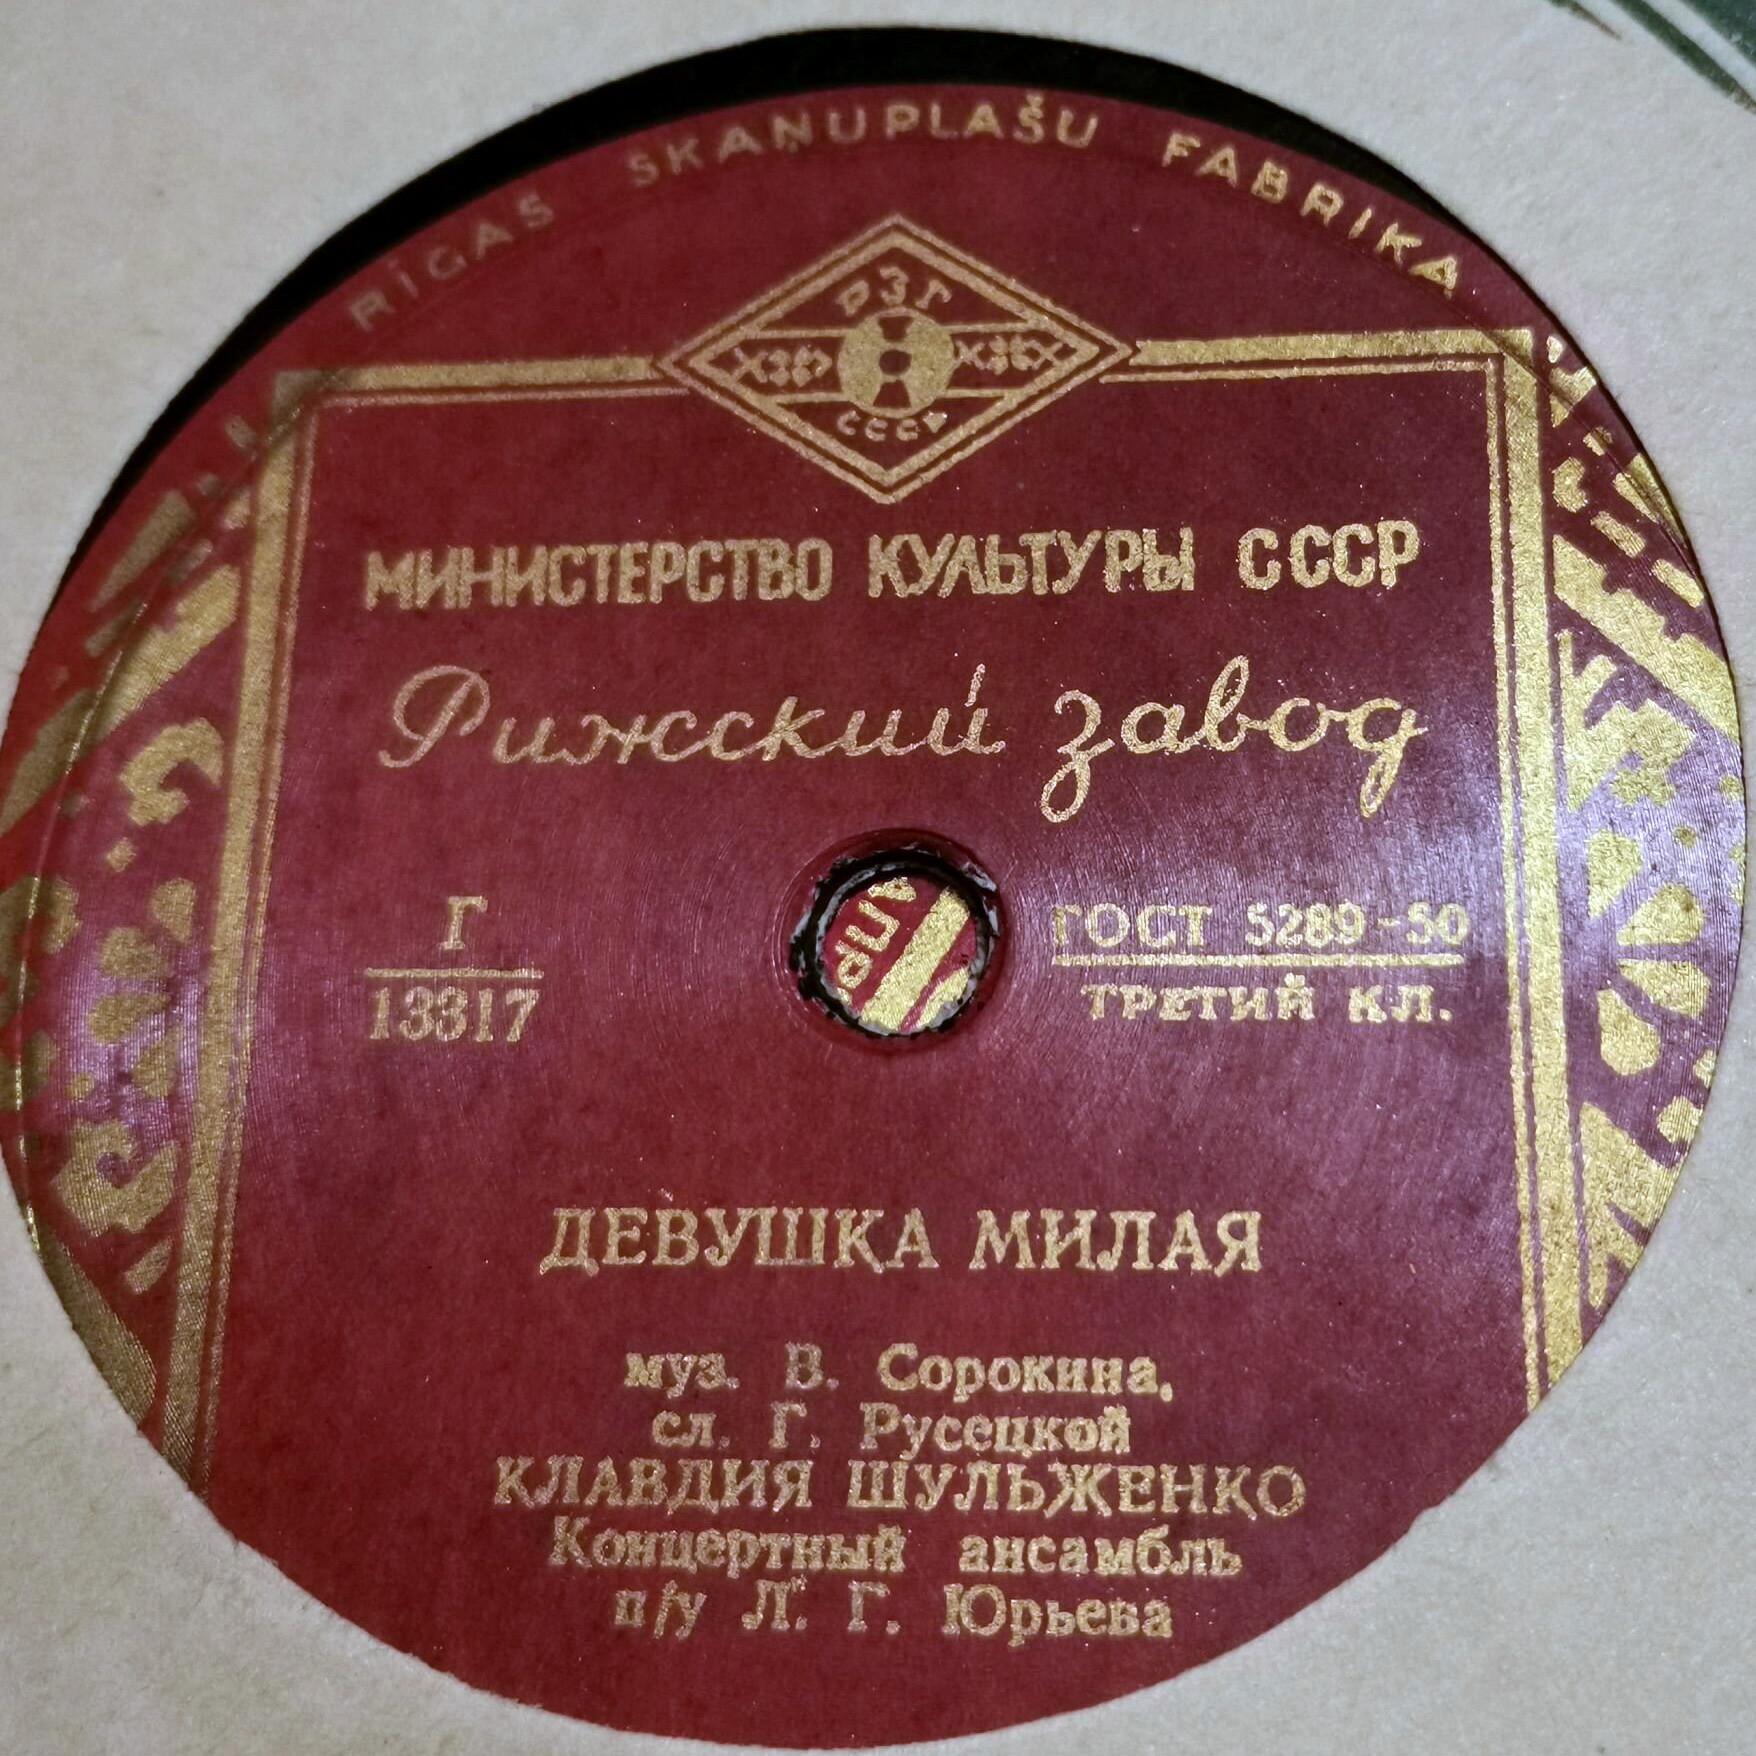 RĪGAS SKAŅUPLAŠU FABRIKA
РЗГ
СССР
МИНИСТЕРСТВО КУЛЬТУРЫ СССР
Рижский завод
Г
13317
ГОСТ 5289-50
ТРЕТИЙ КЛ.
АПР
ДЕВУШКА МИЛАЯ
муз. В. Сорокина,
сл. Г. Русецкой
КЛАВДИЯ ШУЛЬЖЕНКО
Концертный ансамбль
п/у Л. Г. Юрьева